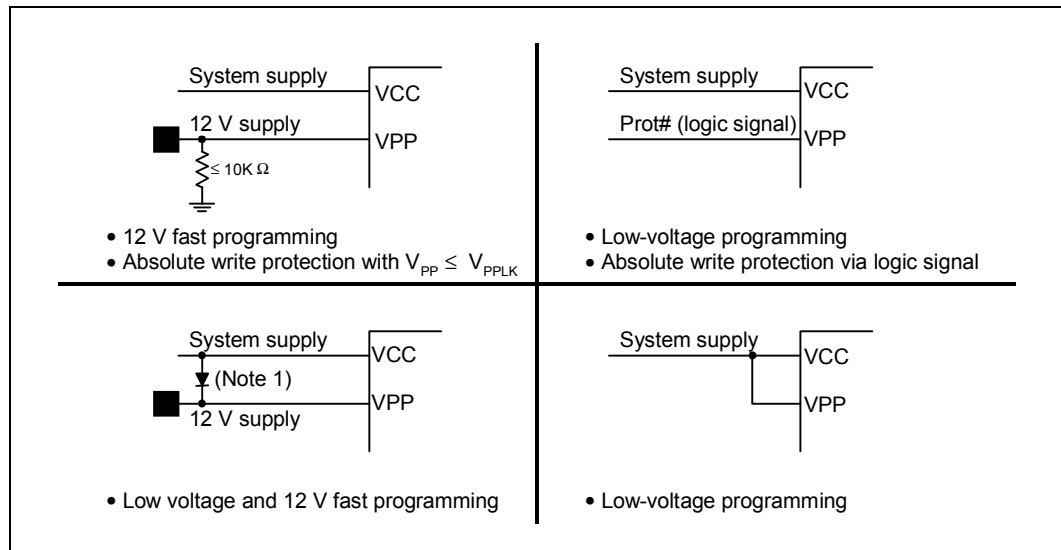 System supply
VCC
12 V supply
VPP
≤ 10K Ω
• 12 V fast programming
• Absolute write protection with VPP ≤ VPPLK
System supply
VCC
Prot# (logic signal)
VPP
• Low-voltage programming
• Absolute write protection via logic signal
System supply
VCC
(Note 1)
VPP
12 V supply
• Low voltage and 12 V fast programming
System supply
VCC
VPP
• Low-voltage programming